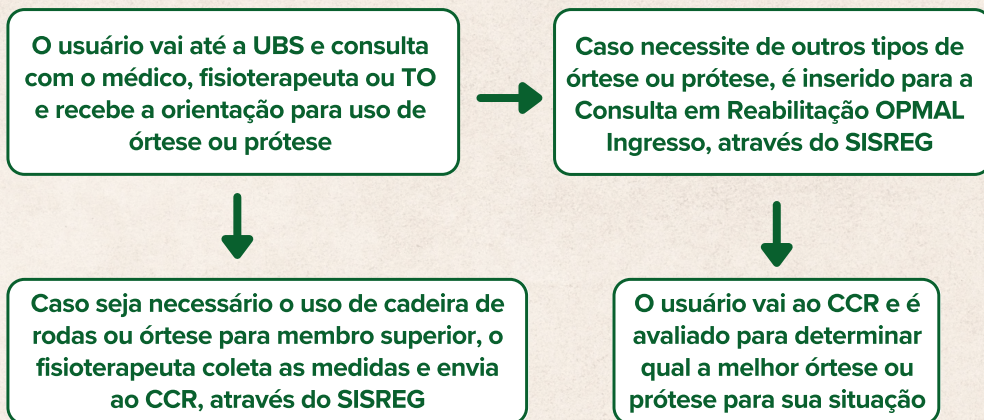 O usuário vai até a UBS e consulta
com o médico, fisioterapeuta ou TO
e recebe a orientação para uso de
órtese ou prótese
Caso necessite de outros tipos de
órtese ou prótese, é inserido para a
Consulta em Reabilitação OPMAL
Ingresso, através do SISREG
Caso seja necessário o uso de cadeira de
rodas ou órtese para membro superior, o
fisioterapeuta coleta as medidas e envia
ao CCR, através do SISREG
O usuário vai ao CCR e é
avaliado para determinar
qual a melhor órtese ou
prótese para sua situação